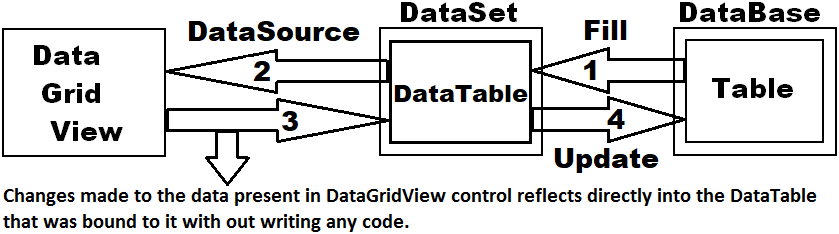 DataSet
DataBase
DataSource
Fill
Data
Grid
View
2
1
DataTable
Table
3
4
Update
Changes made to the data present in DataGridView control reflects directly into the DataTable
that was bound to it with out writing any code.